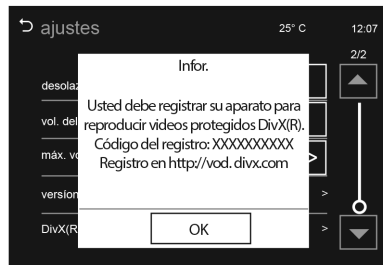 ajustes 25° C 12:07
2/2
Infor.
desolaz
Usted debe registrar su aparato para
vol. del
reproducir videos protegidos DivX(R).
Código del registro: XXXXXXXXXX
máx. vo
Registro en http://vod. divx.com
versíon >
DivX(R >
OK